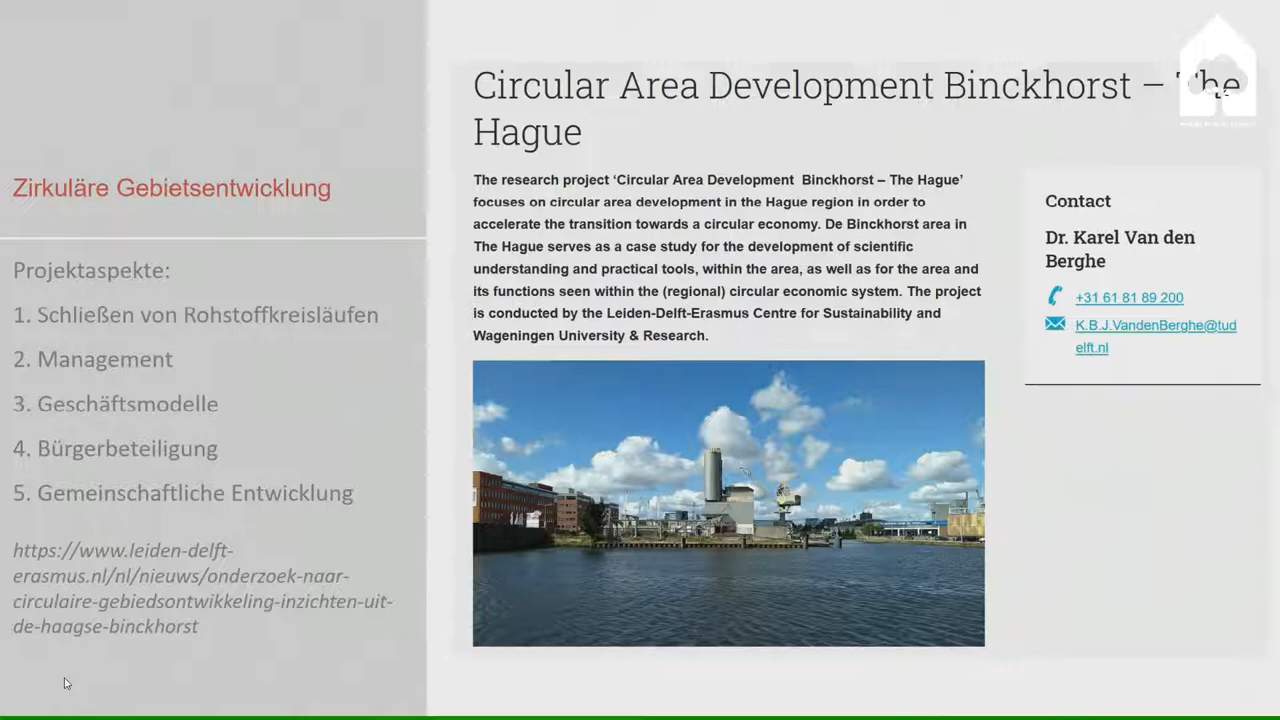 Zirkuläre Gebietsentwicklung
Projektaspekte:
1. Schließen von Rohstoffkreisläufen
2. Management
3. Geschäftsmodelle
4. Bürgerbeteiligung
5. Gemeinschaftliche Entwicklung
https://www.leiden-delft-
erasmus.nl/nl/nieuws/onderzoek-naar-
circulaire-gebiedsontwikkeling-inzichten-uit-
de-haagse-binckhorst
Circular Area Development Binckhorst – The
Hague
The research project ‘Circular Area Development Binckhorst – The Hague’
focuses on circular area development in the Hague region in order to
accelerate the transition towards a circular economy. De Binckhorst area in
The Hague serves as a case study for the development of scientific
understanding and practical tools, within the area, as well as for the area and
its functions seen within the (regional) circular economic system. The project
is conducted by the Leiden-Delft-Erasmus Centre for Sustainability and
Wageningen University & Research.
Contact
Dr. Karel Van den
Berghe
+31 61 81 89 200
K.B.J.VandenBerghe@tud
elft.nl